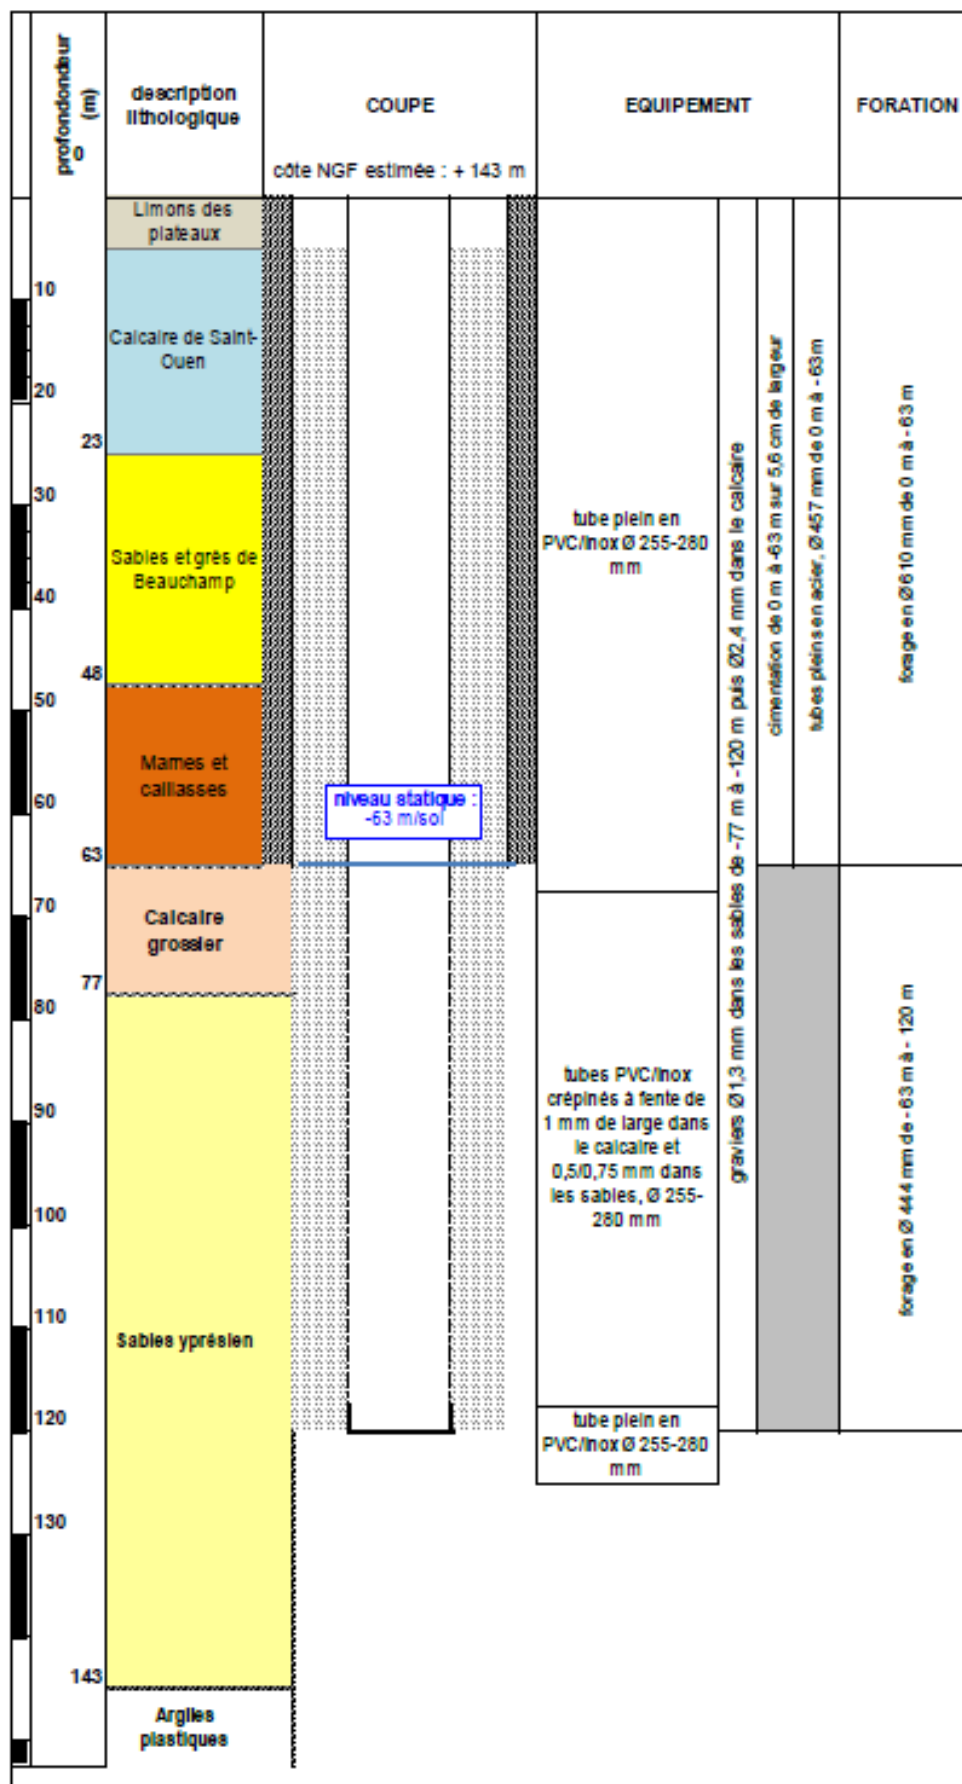 profondondeur
(m)
0
description
lithologique
COUPE
EQUIPEMENT
FORATION
côte NGF estimée : + 143 m
Limons des
plateaux
10
Calcaire de Saint-
Ouen
20
23
30
Sables et grès de
Beauchamp
40
48
50
Marnes et
caillasses
60
63
niveau statique :
-63 m/sol
70
Calcaire
grossier
77
80
90
100
110
Sables yprésien
120
130
143
Argiles
plastiques
tube plein en
PVC/Inox Ø 255-280
mm
tubes PVC/Inox
crépinés à fente de
1 mm de large dans
le calcaire et
0,5/0,75 mm dans
les sables, Ø 255-
280 mm
tube plein en
PVC/Inox Ø 255-280
mm
graviers Ø1,3 mm dans les sables de -77 m à -120 m puis Ø2,4 mm dans le calcaire
cimentation de 0 m à -63 m sur 5,6 cm de largeur
tubes pleins en acier, Ø457 mm de 0 m à -63m
forage en Ø610 mm de 0 m à -63 m
forage en Ø 444 mm de -63 m à - 120 m